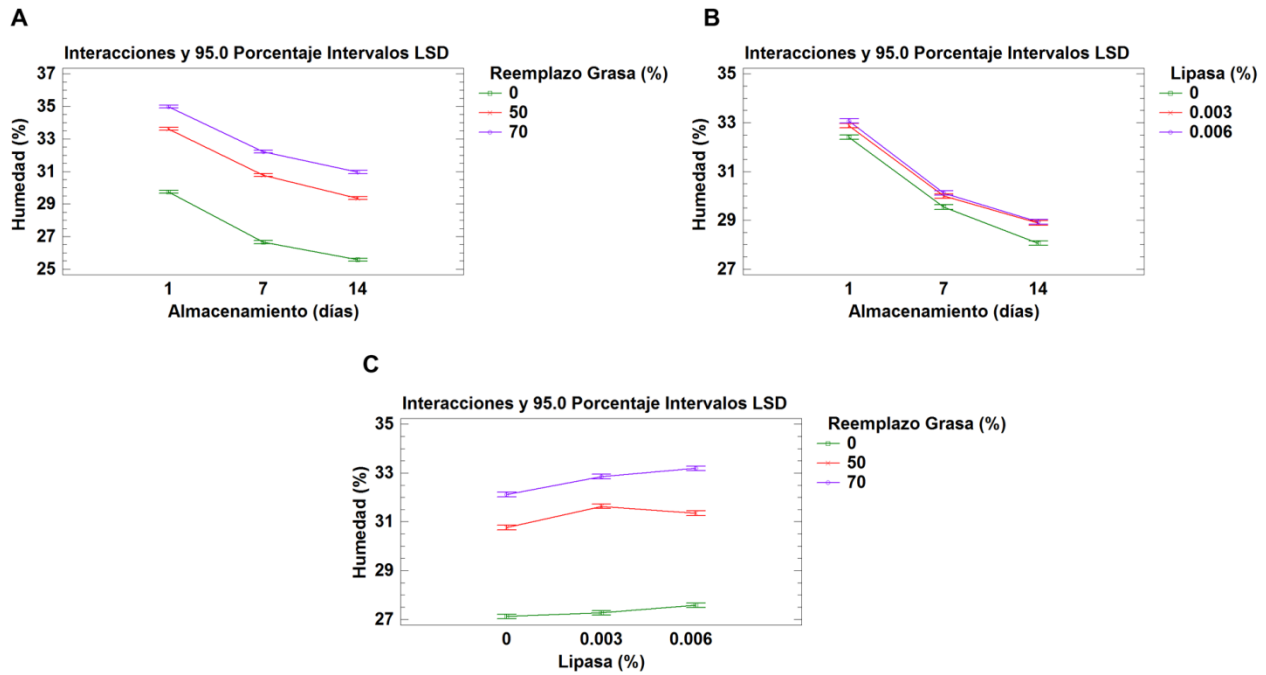 A
Interacciones y 95.0 Porcentaje Intervalos LSD
37
35
33
31
29
27
25
Humedad (%)
1 7 14
Almacenamiento (días)
Reemplazo Grasa (%)
0
50
70
B
Interacciones y 95.0 Porcentaje Intervalos LSD
35
33
31
29
27
Humedad (%)
1 7 14
Almacenamiento (días)
Lipasa (%)
0
0.003
0.006
C
Interacciones y 95.0 Porcentaje Intervalos LSD
35
33
31
29
27
Humedad (%)
0 0.003 0.006
Lipasa (%)
Reemplazo Grasa (%)
0
50
70